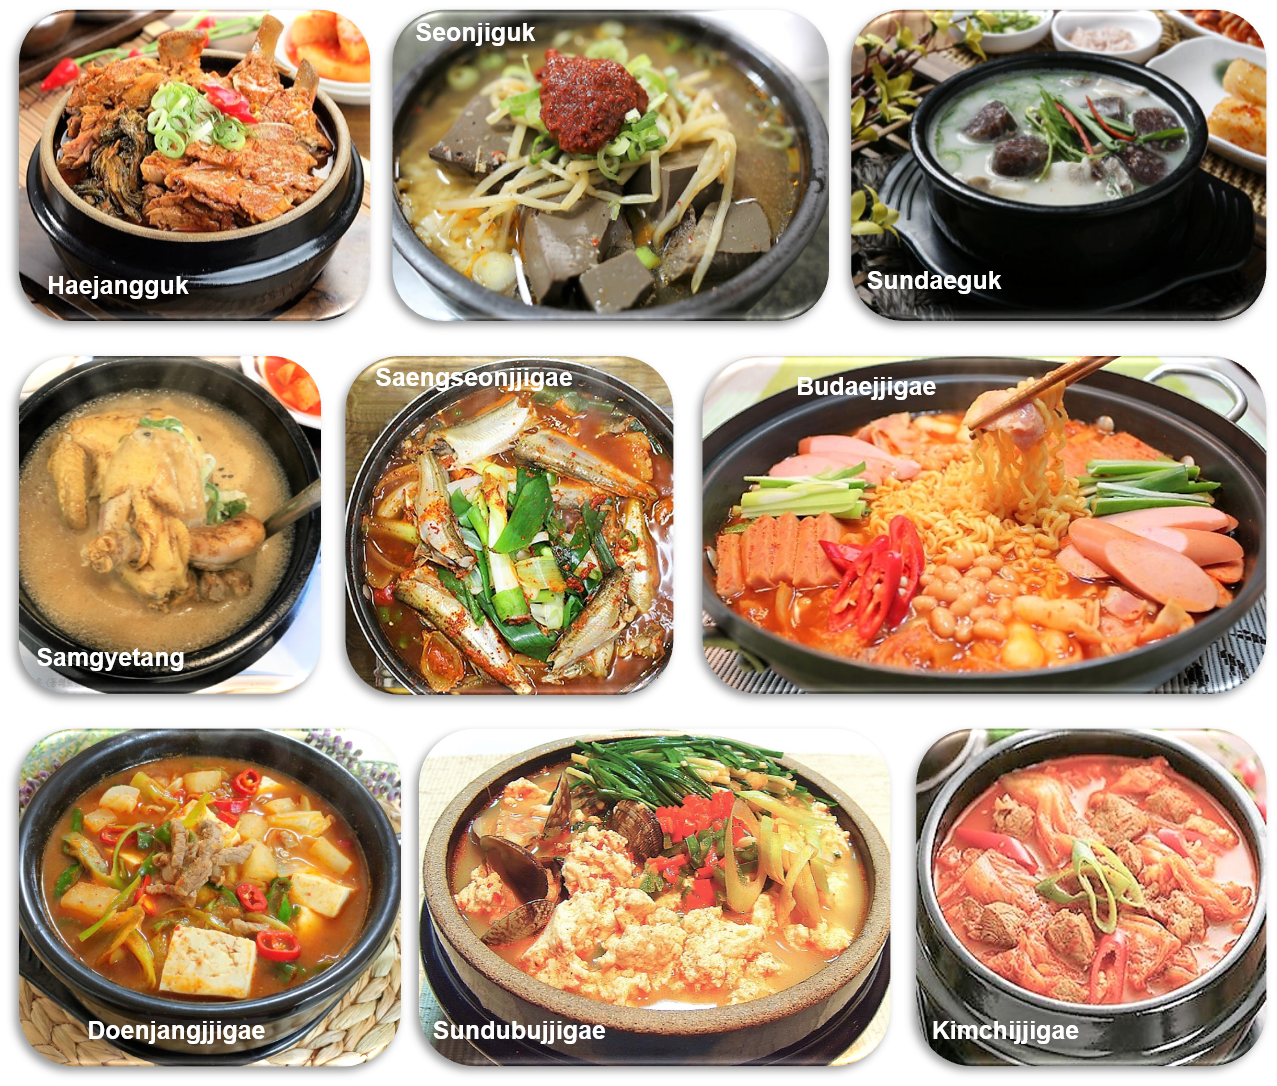 Seonjiguk
Haejangguk
Sundaeguk
Saengseonjjigae
Budaejjigae
Samgyetang
Doenjangjjigae
Sundubujjigae
Kimchijjigae